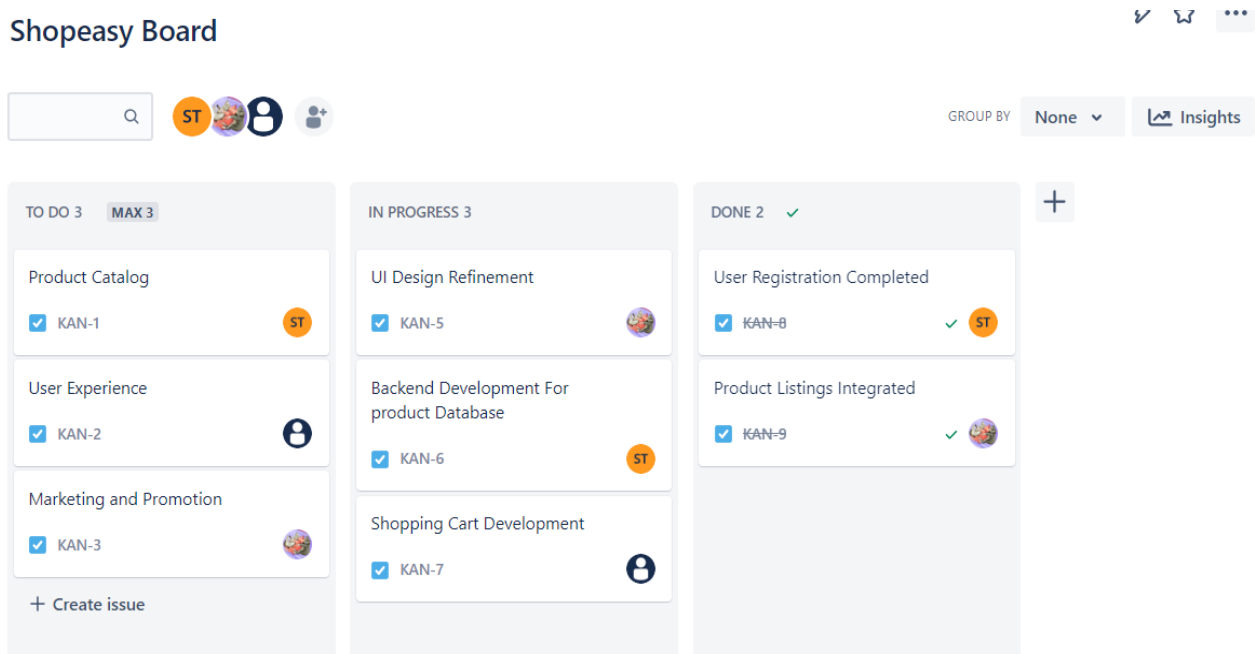 Shopeasy Board
ST
GROUP BY
None
Insights
TO DO 3 MAX 3
Product Catalog
KAN-1
ST
User Experience
KAN-2
Marketing and Promotion
KAN-3
+ Create issue
IN PROGRESS 3
UI Design Refinement
KAN-5
Backend Development For
product Database
KAN-6
ST
Shopping Cart Development
KAN-7
DONE 2
User Registration Completed
KAN-8
ST
Product Listings Integrated
KAN-9